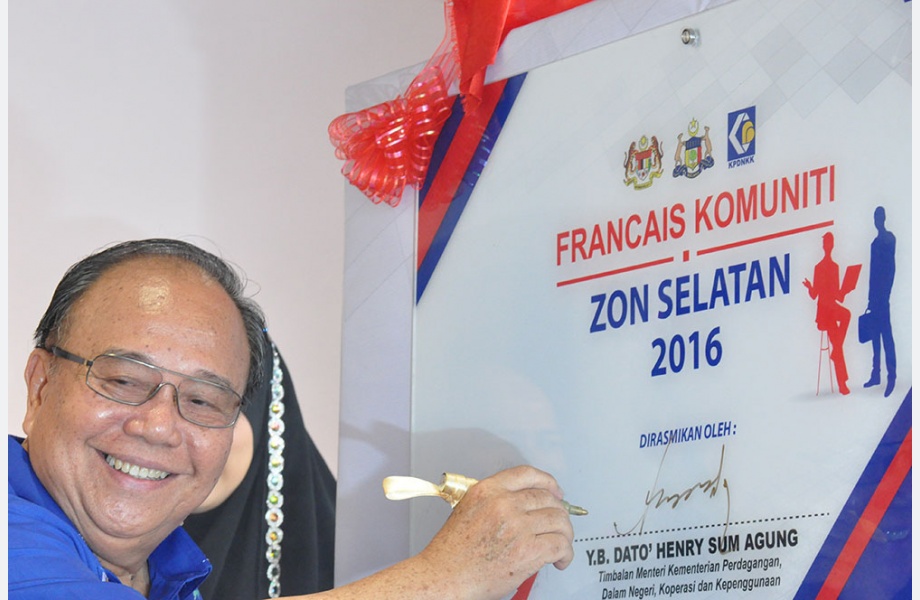 KPDNKK
FRANCAIS KOMUNITI
ZON SELATAN
2016
DIRASMIKAN OLEH :
Y.B. DATO' HENRY SUM AGUNG
Timbalan Menteri Kementerian Perdagangan,
Dalam Negeri, Koperasi dan Kepenggunaan